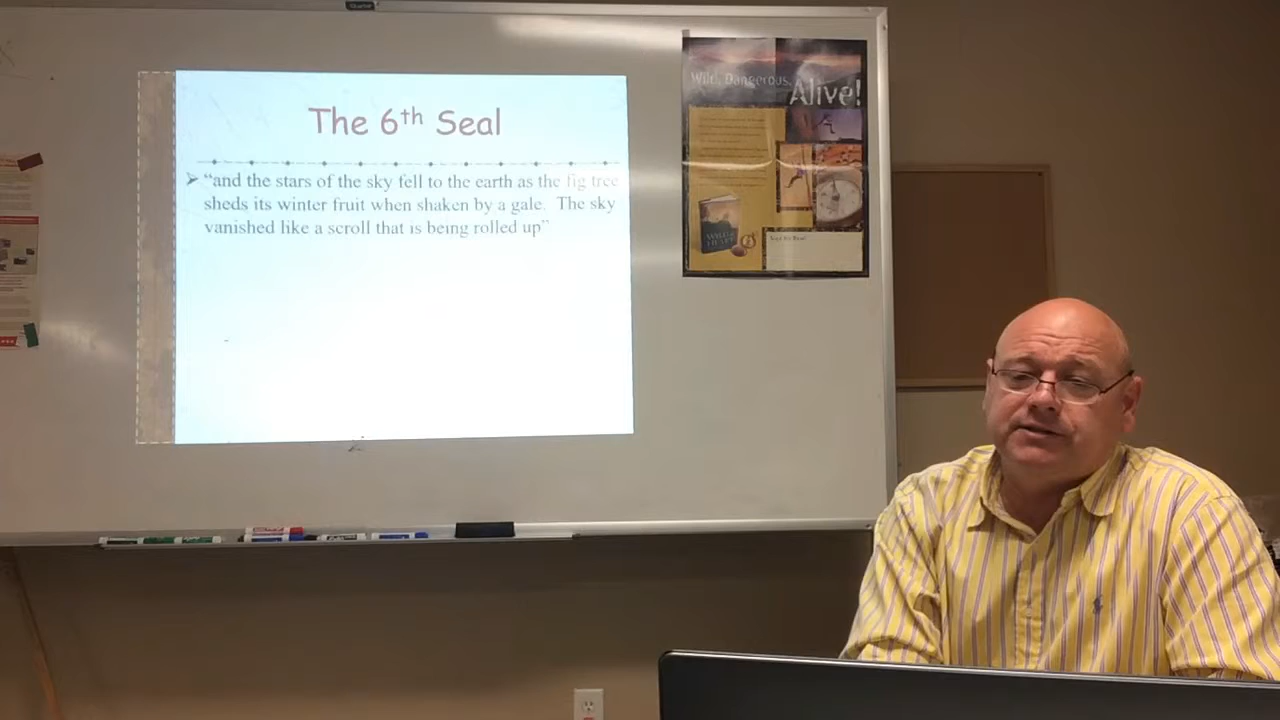 The 6th Seal
"and the stars of the sky fell to the earth as the fig tree
sheds its winter fruit when shaken by a gale. The sky
vanished like a scroll that is being rolled up"
Wild, Dangerous,
Alive!
WILD
HEART